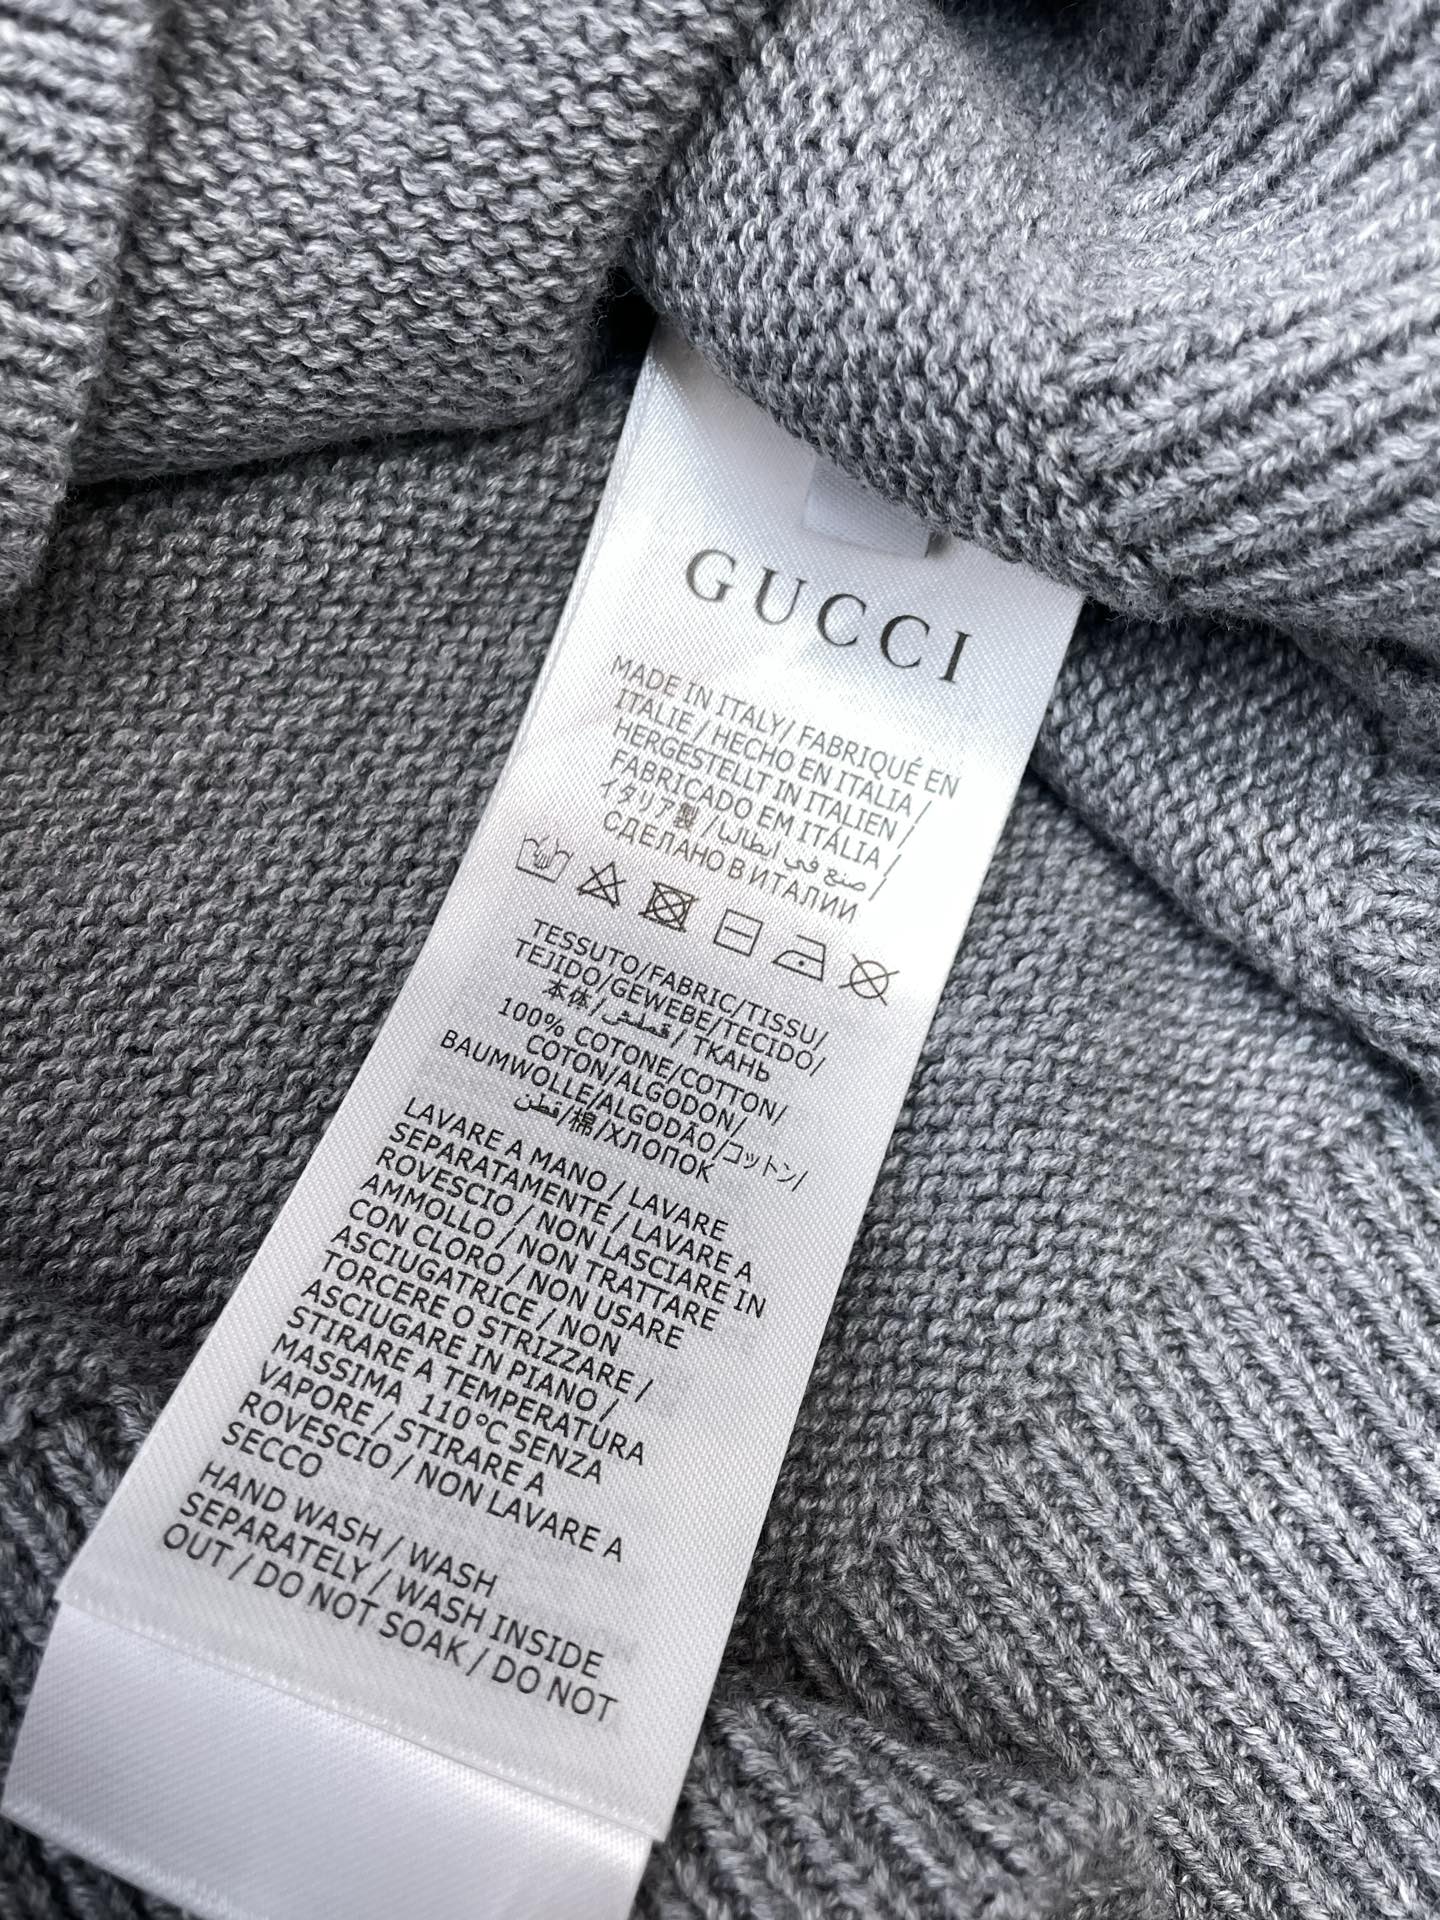 GUCCI
MADE IN ITALY/ FABRIQUÉ EN
ITALIE / HECHO EN ITALIA /
HERGESTELLT IN ITALIEN /
FABRICADO EM ITÁLIA /
イタリア製 / صنع في ايطاليا /
СДЕЛАНО В ИТАЛИИ
TESSUTO/FABRIC/TISSU/
TEJIDO/GEWEBE/TECIDO/
本体/قطلش/ ТКАНЬ
100% COTONE/COTTON/
COTON/ALGODON/
BAUMWOLLE/ALGODÃO/コットン/
قطن/棉/ХЛОПОК
LAVARE A MANO / LAVARE
SEPARATAMENTE / LAVARE A
ROVESCIO / NON LASCIARE IN
AMMOLLO / NON TRATTARE
CON CLORO / NON USARE
ASCIUGATRICE / NON
TORCERE O STRIZZARE /
ASCIUGARE IN PIANO /
STIRARE A TEMPERATURA
MASSIMA 110°C SENZA
VAPORE / STIRARE A
ROVESCIO / NON LAVARE A
SECCO
HAND WASH / WASH
SEPARATELY / WASH INSIDE
OUT / DO NOT SOAK / DO NOT